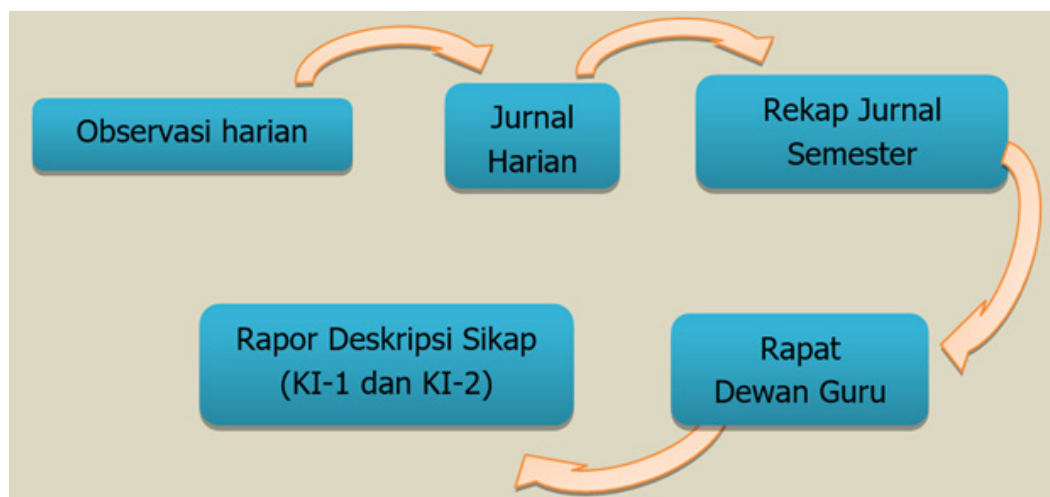 Observasi harian
Jurnal
Harian
Rekap Jurnal
Semester
Rapat
Dewan Guru
Rapor Deskripsi Sikap
(KI-1 dan KI-2)